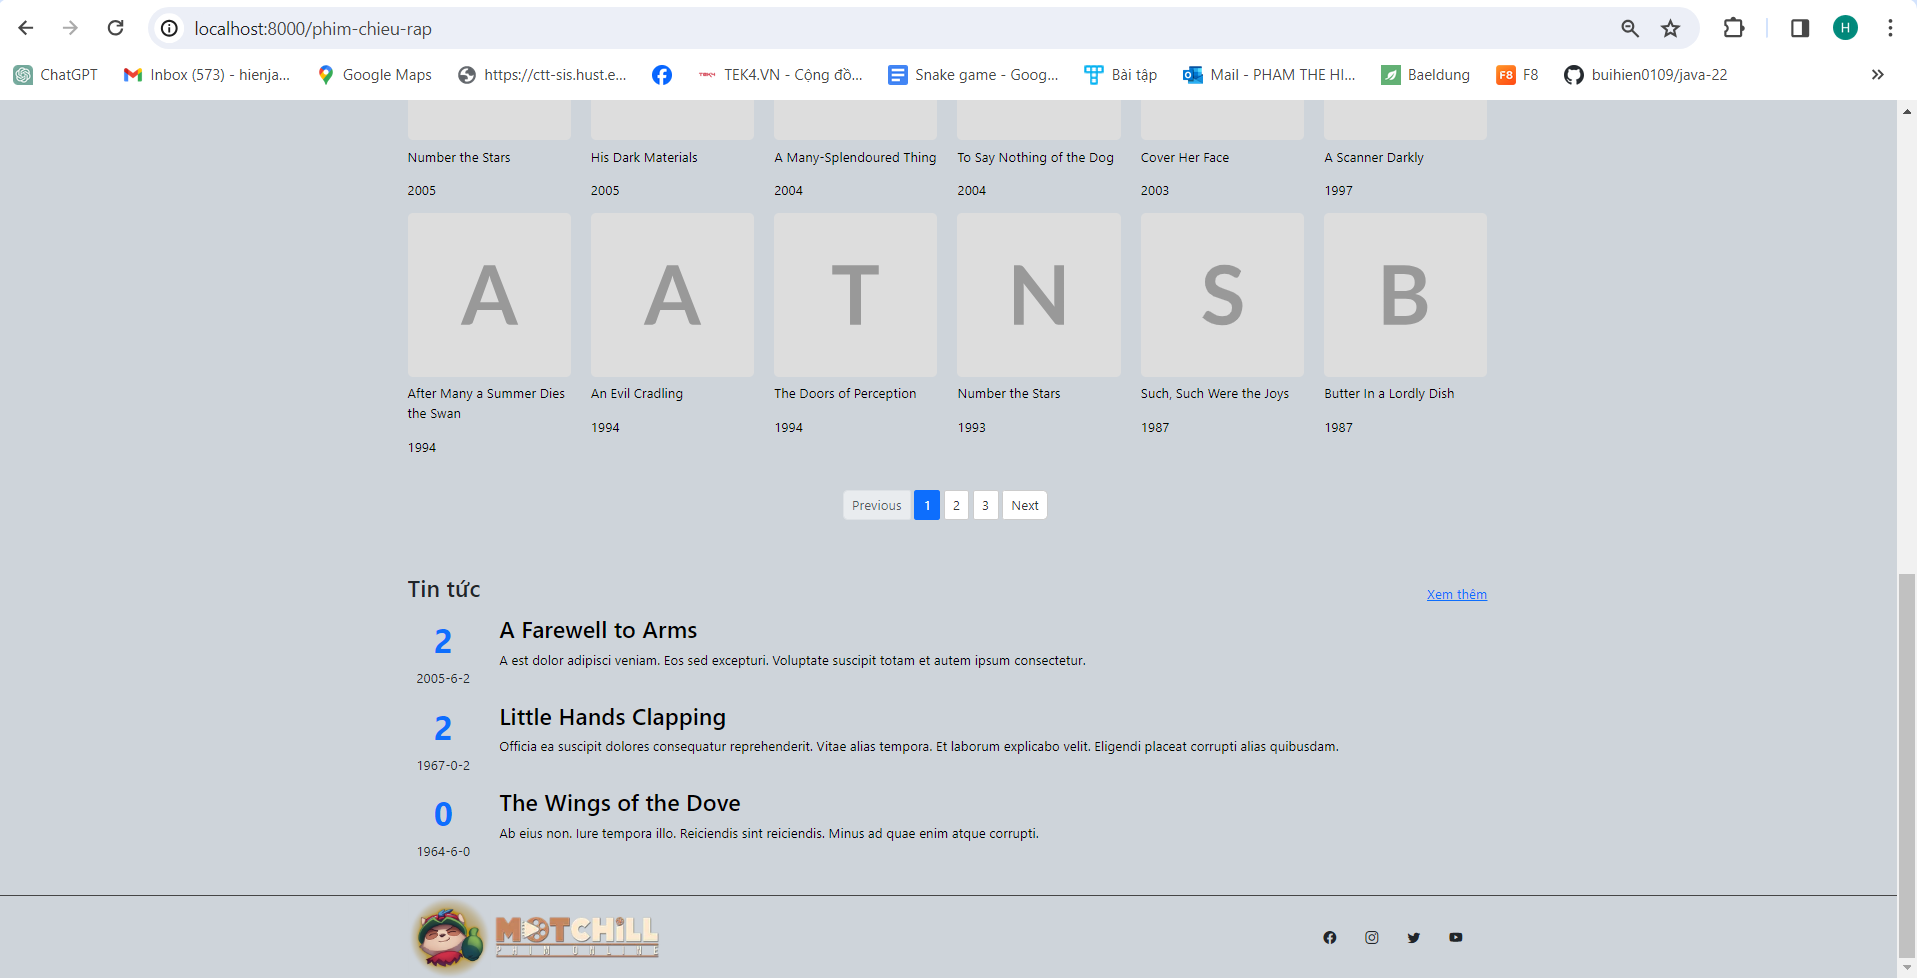 localhost:8000/phim-chieu-rap
H
ChatGPT
Inbox (573) - hienja...
Google Maps
https://ctt-sis.hust.e...
TEK4 TEK4.VN - Cộng đồ...
Snake game - Goog...
Bài tập
Mail - PHAM THE HI...
Baeldung
F8 F8
buihien0109/java-22
Number the Stars
His Dark Materials
A Many-Splendoured Thing
To Say Nothing of the Dog
Cover Her Face
A Scanner Darkly
2005
2005
2004
2004
2003
1997
A
A
T
N
S
B
After Many a Summer Dies
the Swan
An Evil Cradling
The Doors of Perception
Number the Stars
Such, Such Were the Joys
Butter In a Lordly Dish
1994
1994
1994
1993
1987
1987
Previous 1 2 3 Next
Tin tức
Xem thêm
2
A Farewell to Arms
A est dolor adipisci veniam. Eos sed excepturi. Voluptate suscipit totam et autem ipsum consectetur.
2005-6-2
2
Little Hands Clapping
Officia ea suscipit dolores consequatur reprehenderit. Vitae alias tempora. Et laborum explicabo velit. Eligendi placeat corrupti alias quibusdam.
1967-0-2
0
The Wings of the Dove
Ab eius non. Iure tempora illo. Reiciendis sint reiciendis. Minus ad quae enim atque corrupti.
1964-6-0
MOTCHILL
PHIM ONLINE